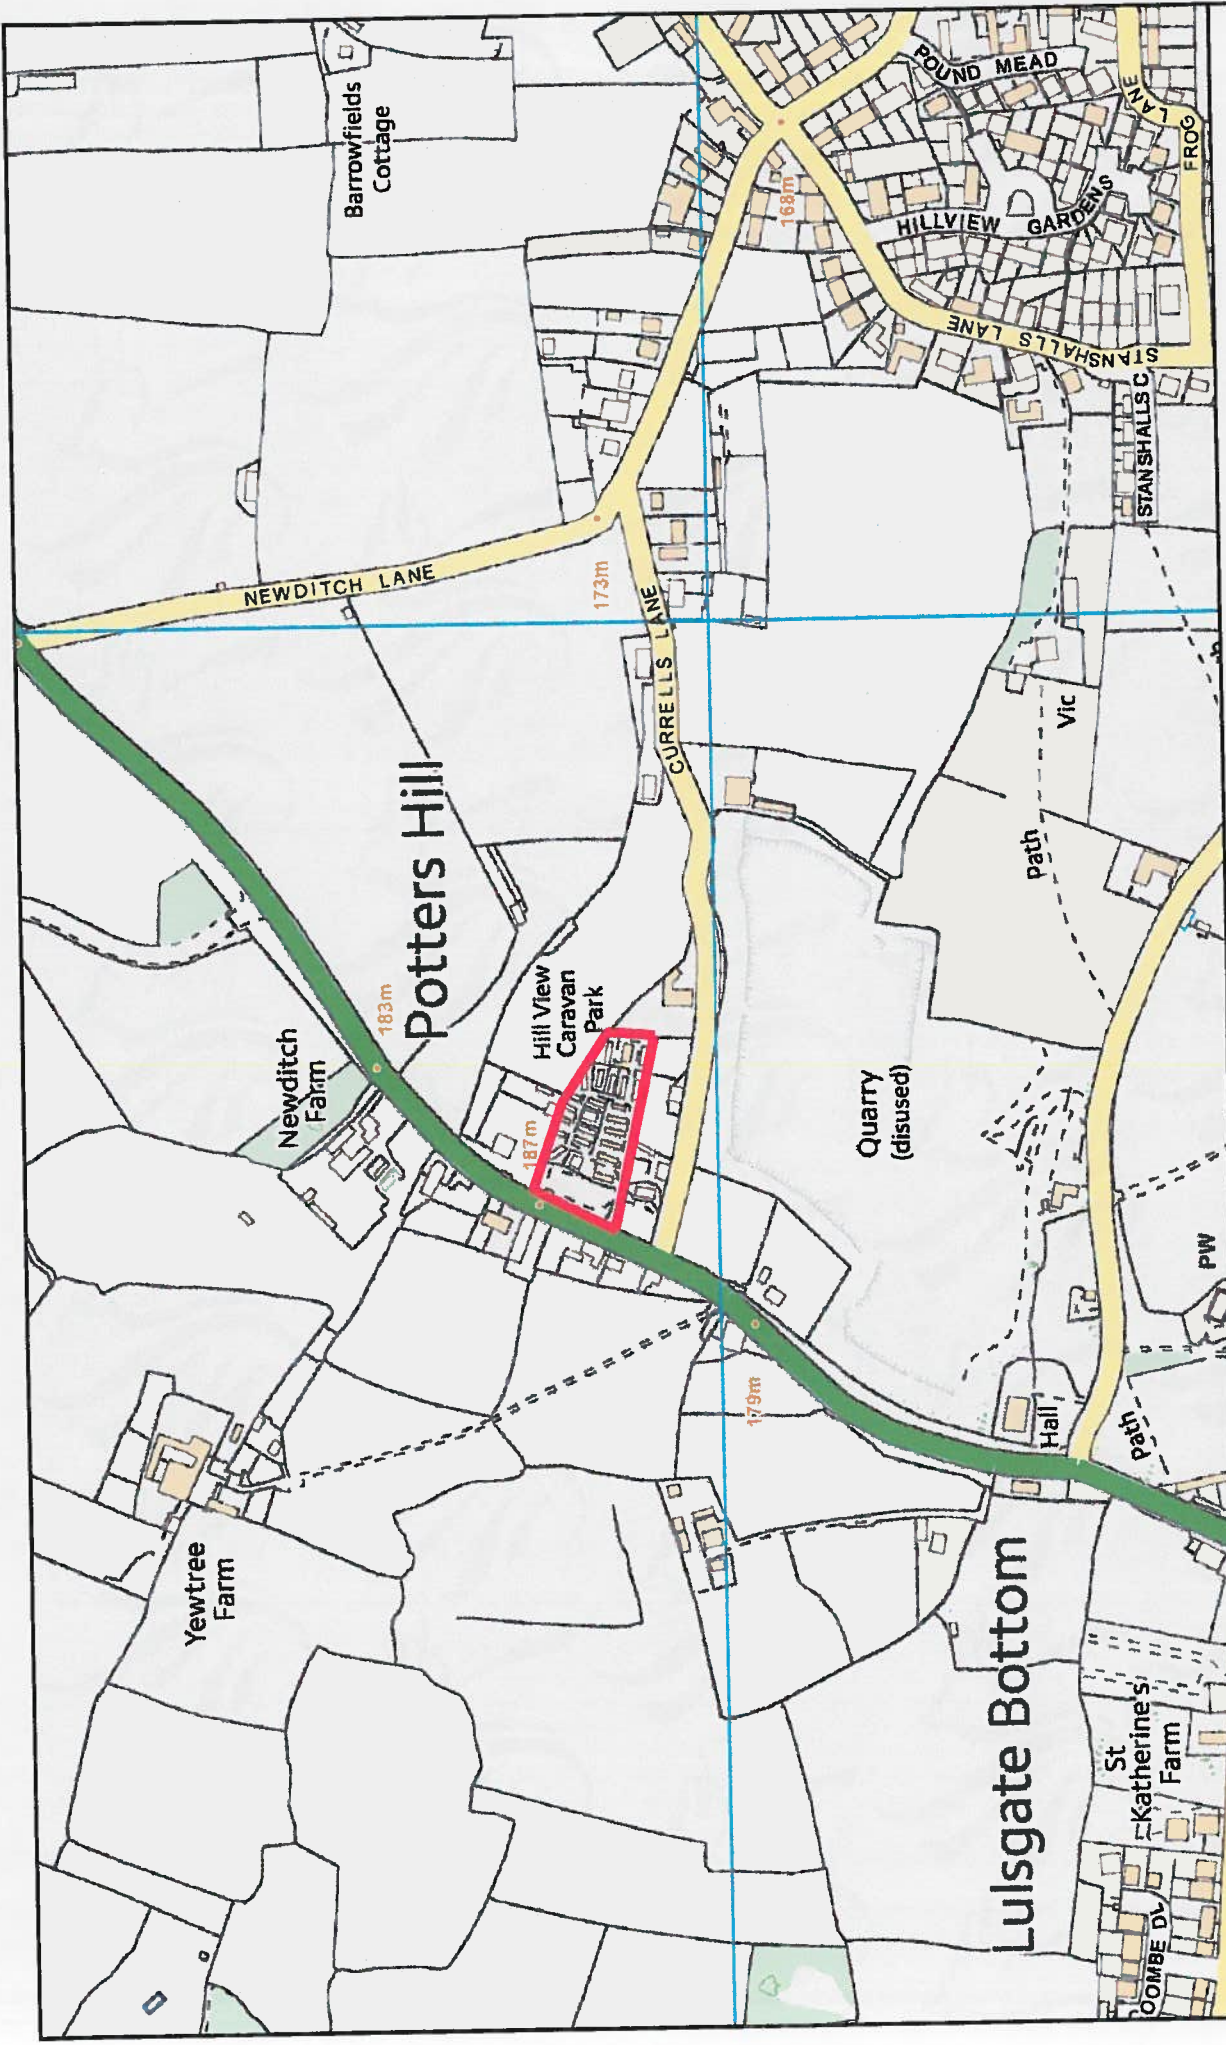 Barrowfields
Cottage
POUND MEAD
FROG LANE
168m
HILLVIEW GARDENS
STANSHALLS LANE
STANSHALLS C
NEWDITCH LANE
173m
CURRELLS LANE
Vic
Path
Potters Hill
183m
Newditch
Farm
Hill View
Caravan
Park
187m
Quarry
(disused)
PW
179m
Hall
Path
Yewtree
Farm
Lulsgate Bottom
St
Katherine's
Farm
OOMBE D